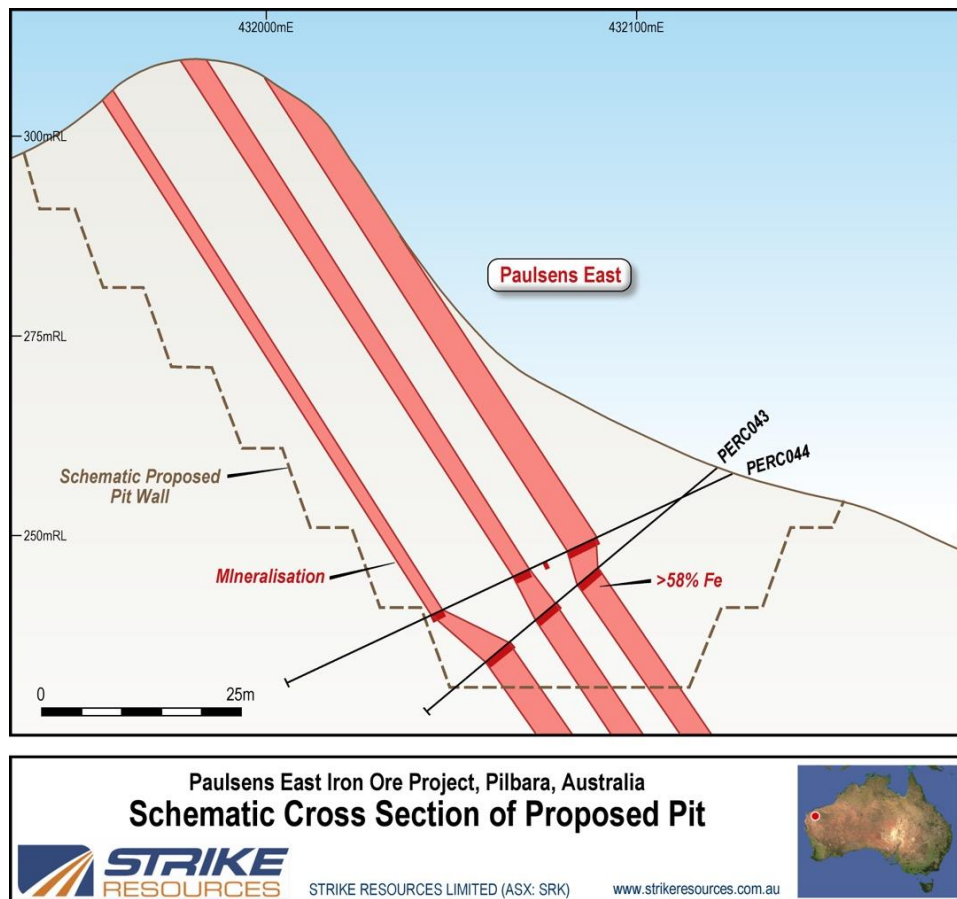 432000mE
432100mE
300mRL
Paulsens East
275mRL
PERC043
PERC044
Schematic Proposed
Pit Wall
250mRL
MIneralisation
>58% Fe
0
25m
Paulsens East Iron Ore Project, Pilbara, Australia
Schematic Cross Section of Proposed Pit
STRIKE
RESOURCES
STRIKE RESOURCES LIMITED (ASX: SRK)
www.strikeresources.com.au